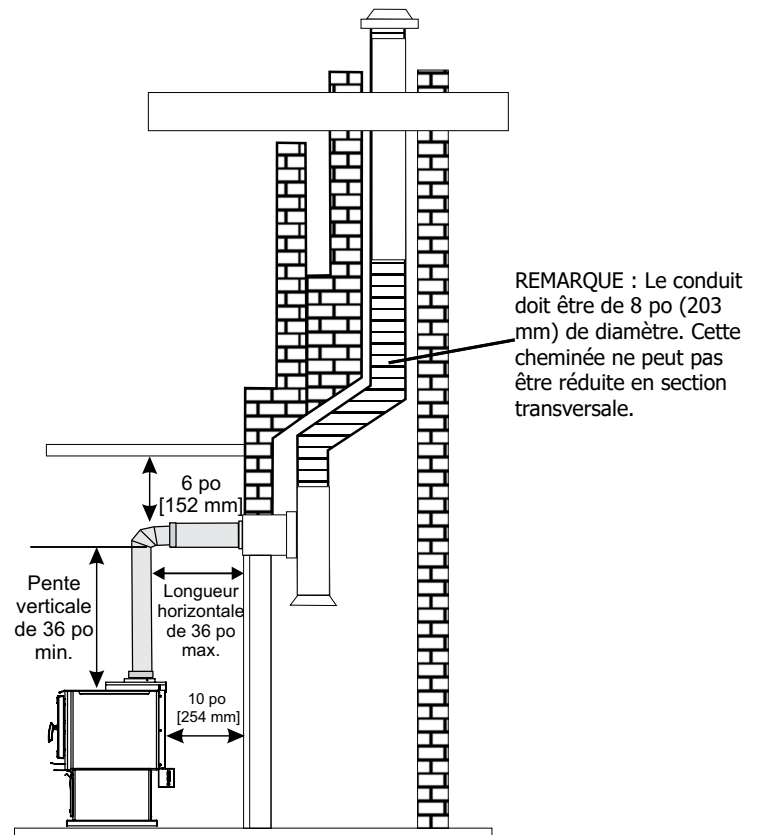 REMARQUE : Le conduit
doit être de 8 po (203
mm) de diamètre. Cette
cheminée ne peut pas
être réduite en section
transversale.
6 po
[152 mm]
Pente
verticale
de 36 po
min.
Longueur
horizontale
de 36 po
max.
10 po
[254 mm]